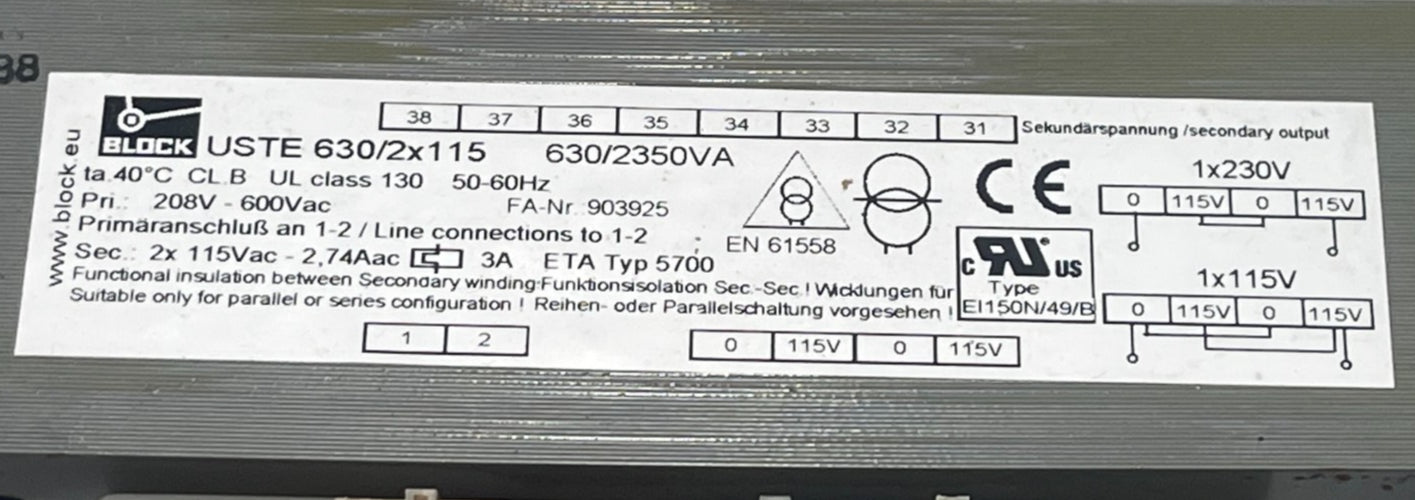 38
www.block.eu
BLOCK
USTE 630/2x115 630/2350VA
ta.40°C CL.B UL class 130 50-60Hz
Pri.: 208V - 600Vac FA-Nr.:903925
Primäranschluß an 1-2 / Line connections to 1-2
Sec.: 2x 115Vac - 2,74Aac 3A ETA Typ 5700
Functional insulation between Secondary winding·Funktionsisolation Sec.-Sec.! Wicklungen für
Suitable only for parallel or series configuration ! Reihen- oder Parallelschaltung vorgesehen !
38 37 36 35 34 33 32 31
Sekundärspannung /secondary output
EN 61558
CE
c RU US
Type
EI150N/49/B
1x230V
0 115V 0 115V
1x115V
0 115V 0 115V
1 2
0 115V 0 115V